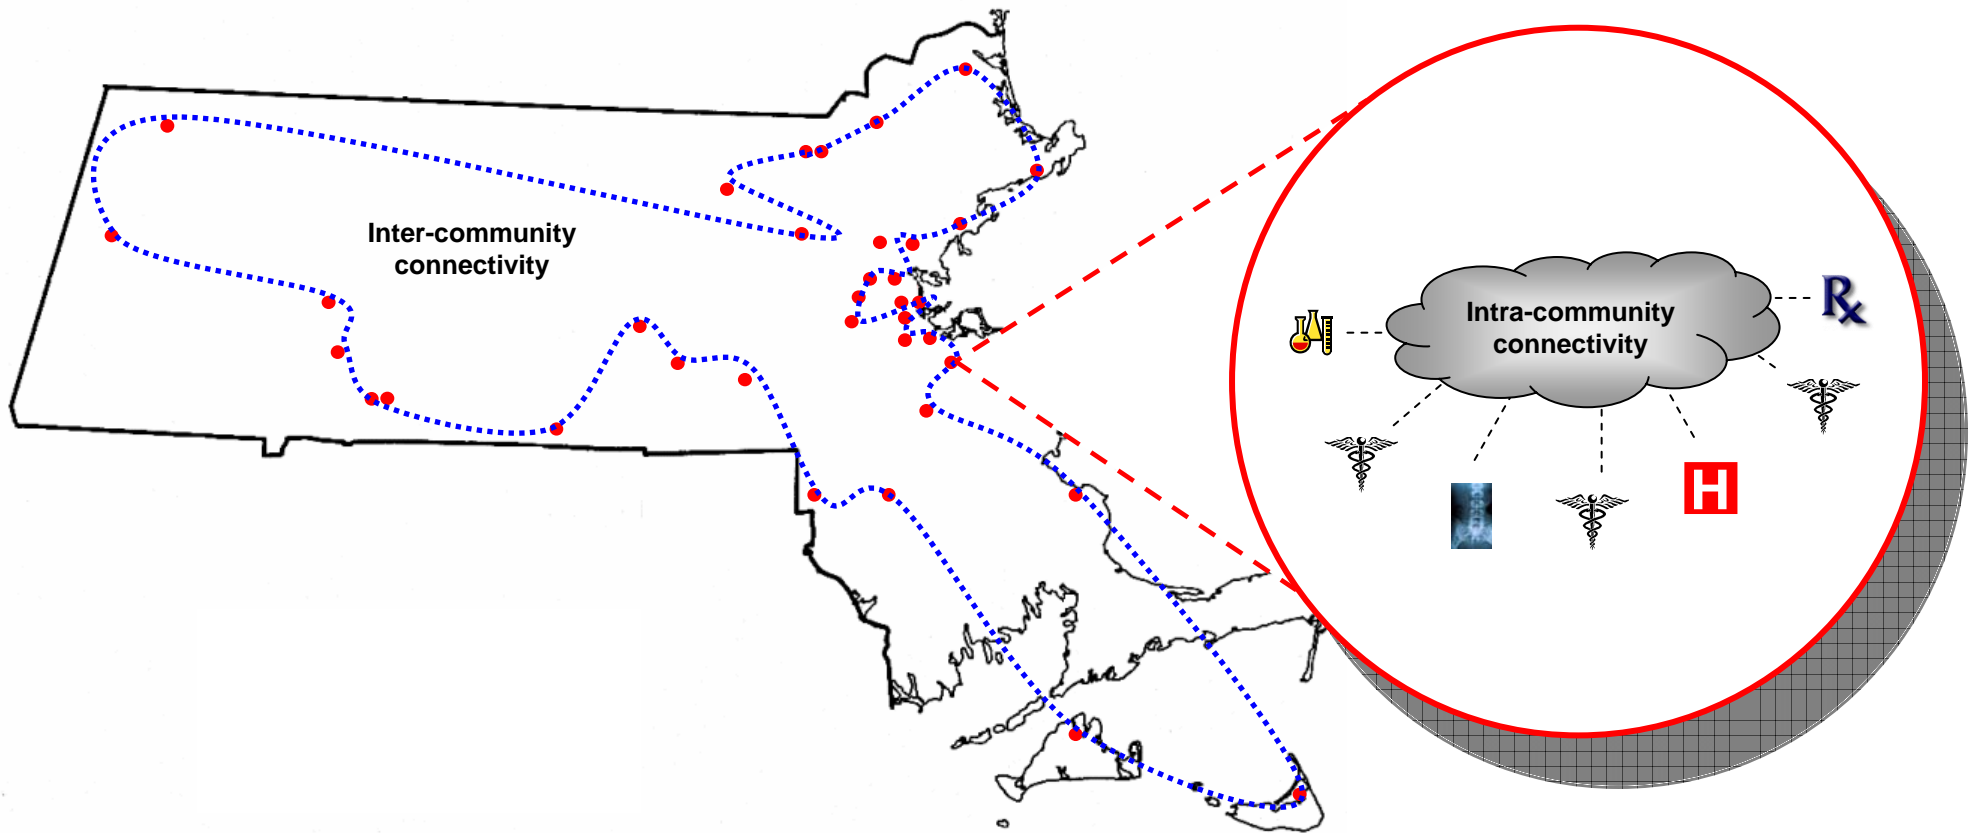 Inter-community
connectivity
Intra-community
connectivity
Rx
H